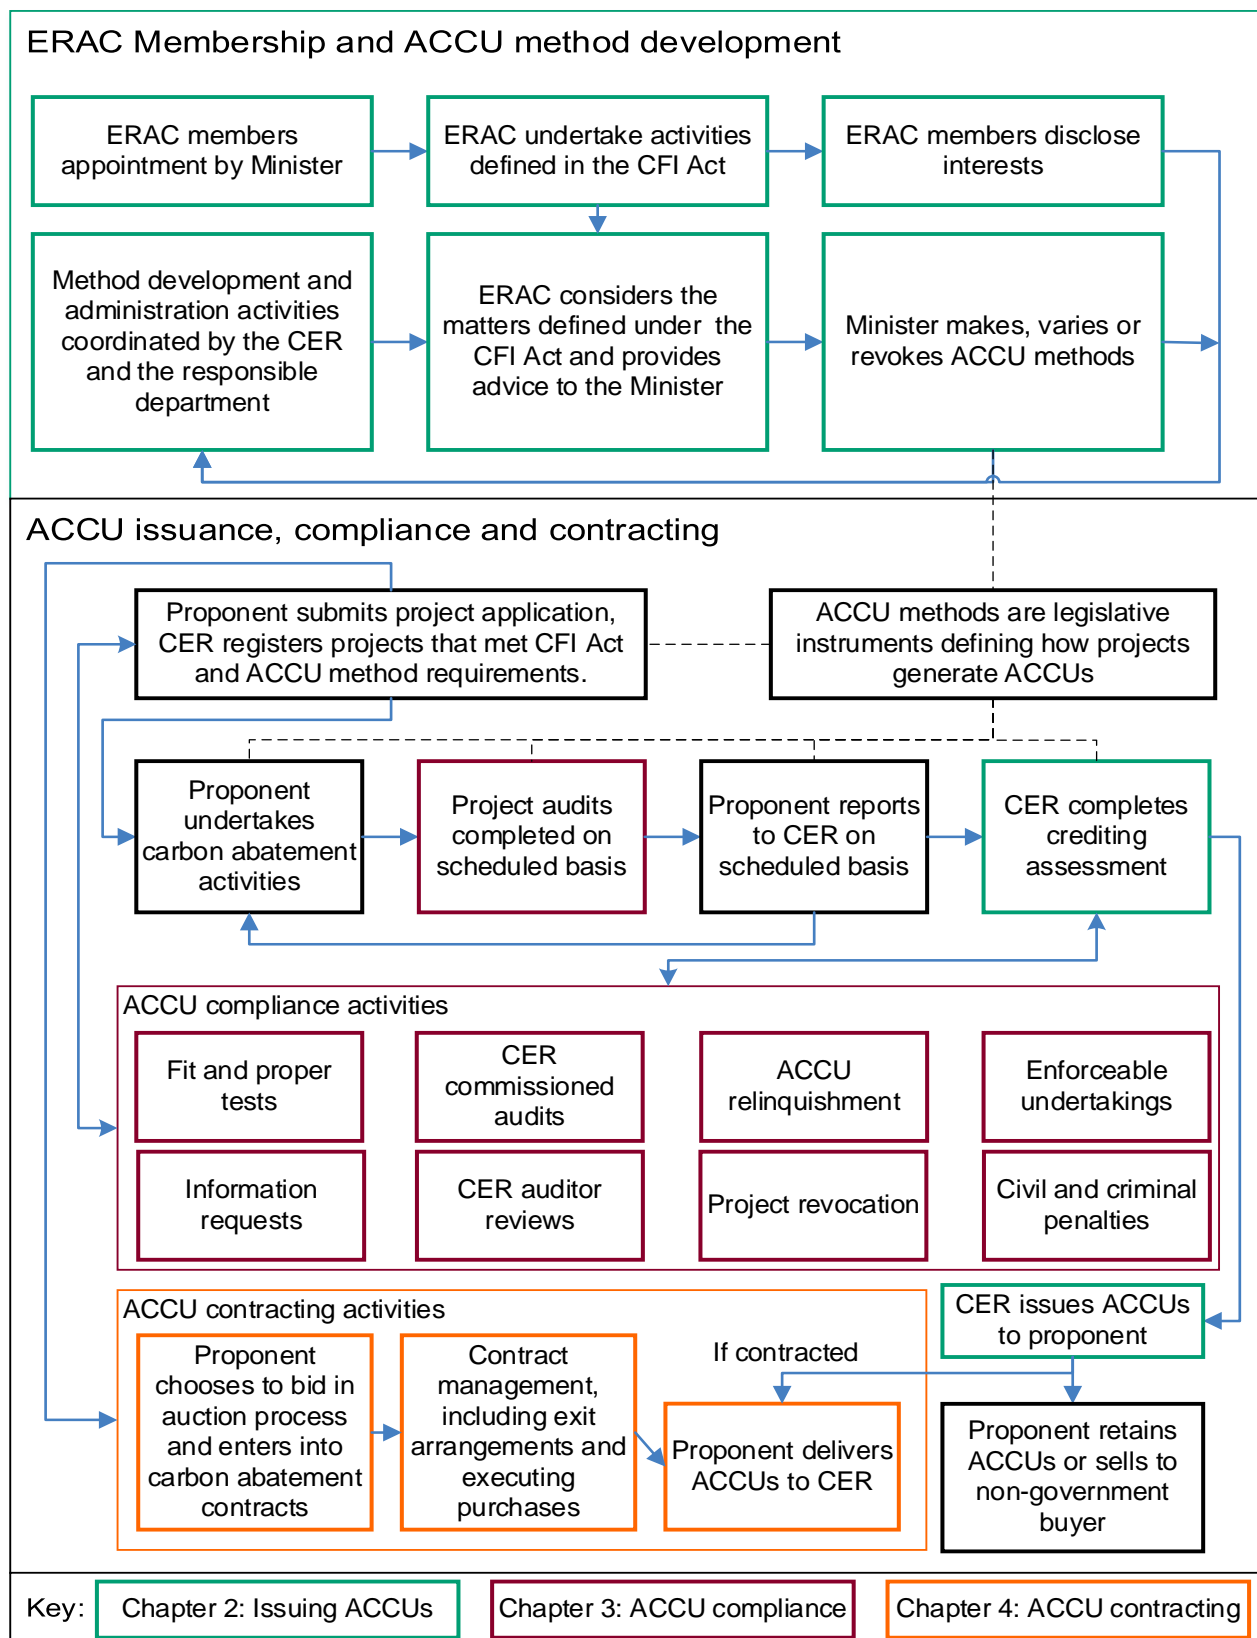 ERAC Membership and ACCU method development
ERAC members
appointment by Minister
ERAC undertake activities
defined in the CFI Act
ERAC members disclose
interests
Method development and
administration activities
coordinated by the CER
and the responsible
department
ERAC considers the
matters defined under the
CFI Act and provides
advice to the Minister
Minister makes, varies or
revokes ACCU methods
ACCU issuance, compliance and contracting
Proponent submits project application,
CER registers projects that met CFI Act
and ACCU method requirements.
ACCU methods are legislative
instruments defining how projects
generate ACCUs
Proponent
undertakes
carbon abatement
activities
Project audits
completed on
scheduled basis
Proponent reports
to CER on
scheduled basis
CER completes
crediting
assessment
ACCU compliance activities
Fit and proper
tests
CER
commissioned
audits
ACCU
relinquishment
Enforceable
undertakings
Information
requests
CER auditor
reviews
Project revocation
Civil and criminal
penalties
ACCU contracting activities
Proponent
chooses to bid in
auction process
and enters into
carbon abatement
contracts
Contract
management,
including exit
arrangements and
executing
purchases
If contracted
Proponent delivers
ACCUs to CER
CER issues ACCUs
to proponent
Proponent retains
ACCUs or sells to
non-government
buyer
Key:
Chapter 2: Issuing ACCUs
Chapter 3: ACCU compliance
Chapter 4: ACCU contracting